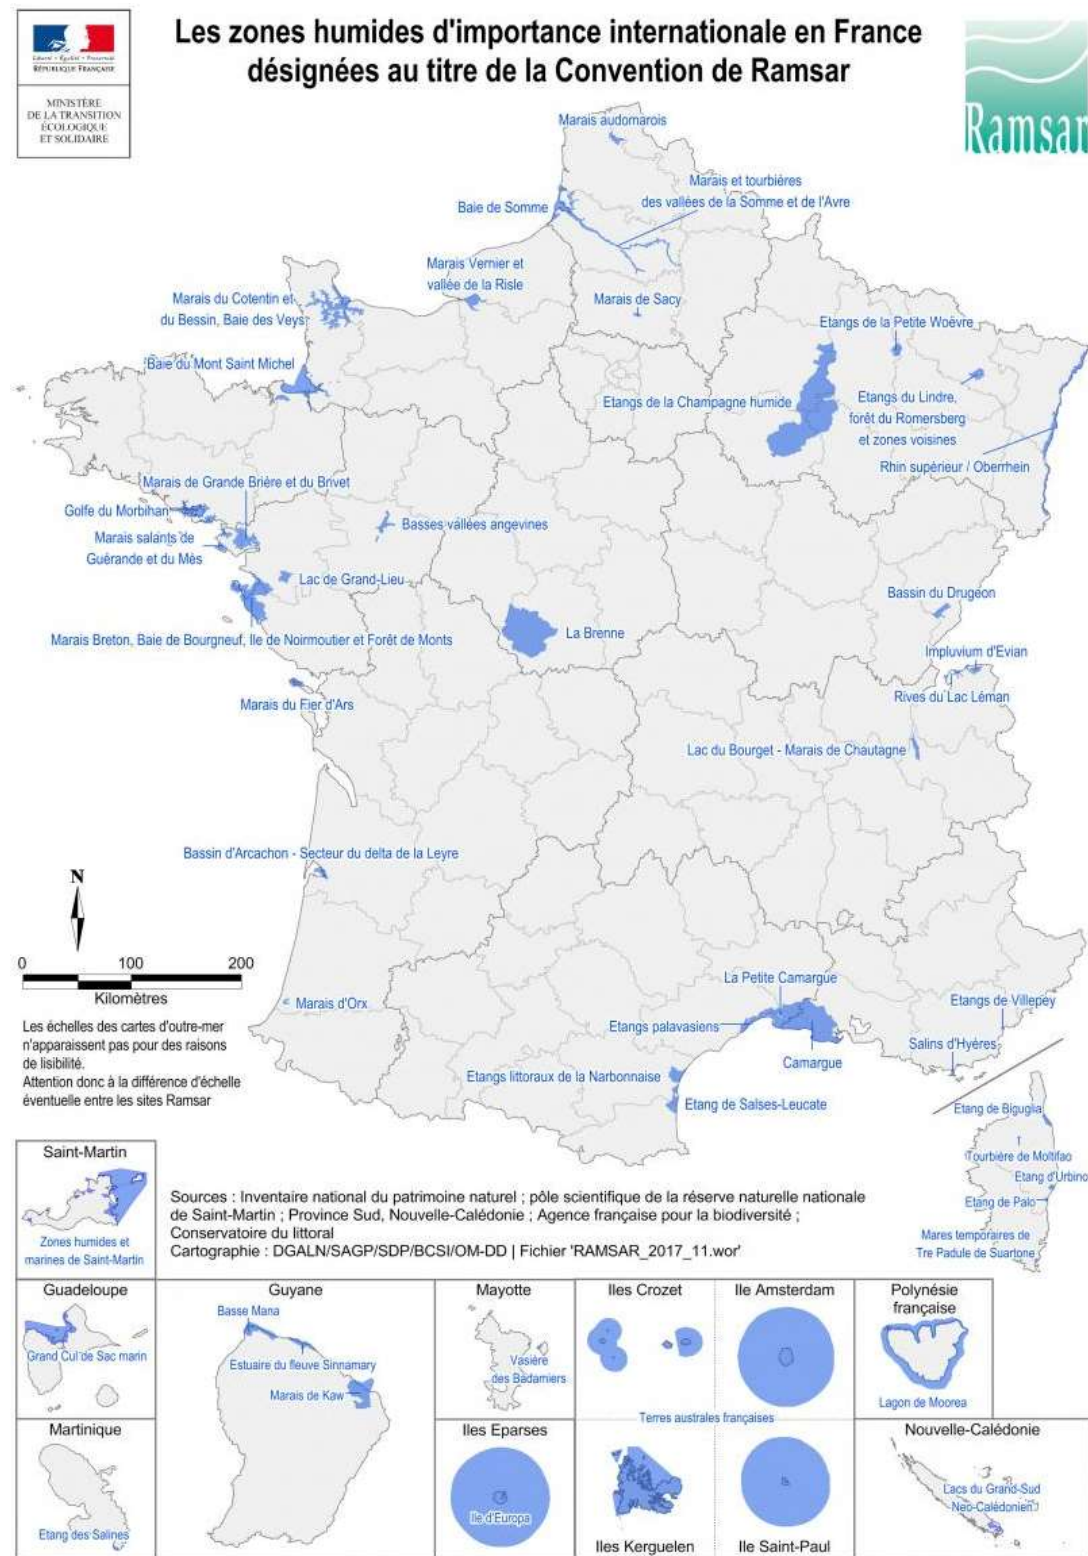 Les zones humides d'importance internationale en France
désignées au titre de la Convention de Ramsar
Liberté • Égalité • Fraternité
RÉPUBLIQUE FRANÇAISE
MINISTÈRE
DE LA TRANSITION
ÉCOLOGIQUE
ET SOLIDAIRE
Ramsar
Marais audomarois
Marais et tourbières
des vallées de la Somme et de l'Avre
Baie de Somme
Marais Vernier et
vallée de la Risle
Marais du Cotentin et
du Bessin, Baie des Veys
Marais de Sacy
Etangs de la Petite Woëvre
Baie du Mont Saint Michel
Etangs de la Champagne humide
Etangs du Lindre,
forêt du Romersberg
et zones voisines
Rhin supérieur / Oberrhein
Marais de Grande Brière et du Brivet
Golfe du Morbihan
Basses vallées angevines
Marais salants de
Guérande et du Mès
Lac de Grand-Lieu
Bassin du Drugeon
Marais Breton, Baie de Bourgneuf, Ile de Noirmoutier et Forêt de Monts
La Brenne
Impluvium d'Evian
Rives du Lac Léman
Marais du Fier d'Ars
Lac du Bourget - Marais de Chautagne
Bassin d'Arcachon - Secteur du delta de la Leyre
N
0 100 200
Kilomètres
Les échelles des cartes d'outre-mer
n'apparaissent pas pour des raisons
de lisibilité.
Attention donc à la différence d'échelle
éventuelle entre les sites Ramsar
Marais d'Orx
La Petite Camargue
Etangs de Villepey
Etangs palavasiens
Salins d'Hyères
Camargue
Etangs littoraux de la Narbonnaise
Etang de Salses-Leucate
Etang de Biguglia
Tourbière de Moltifao
Etang d'Urbino
Etang de Palo
Mares temporaires de
Tre Padule de Suartone
Saint-Martin
Zones humides et
marines de Saint-Martin
Sources : Inventaire national du patrimoine naturel ; pôle scientifique de la réserve naturelle nationale
de Saint-Martin ; Province Sud, Nouvelle-Calédonie ; Agence française pour la biodiversité ;
Conservatoire du littoral
Cartographie : DGALN/SAGP/SDP/BCSI/OM-DD | Fichier 'RAMSAR_2017_11.wor'
Guadeloupe
Grand Cul de Sac marin
Guyane
Basse Mana
Estuaire du fleuve Sinnamary
Marais de Kaw
Mayotte
Vasière
des Badamiers
Iles Crozet
Ile Amsterdam
Polynésie
française
Lagon de Moorea
Terres australes françaises
Martinique
Etang des Salines
Iles Eparses
Ile d'Europa
Iles Kerguelen
Ile Saint-Paul
Nouvelle-Calédonie
Lacs du Grand-Sud
Néo-Calédonien